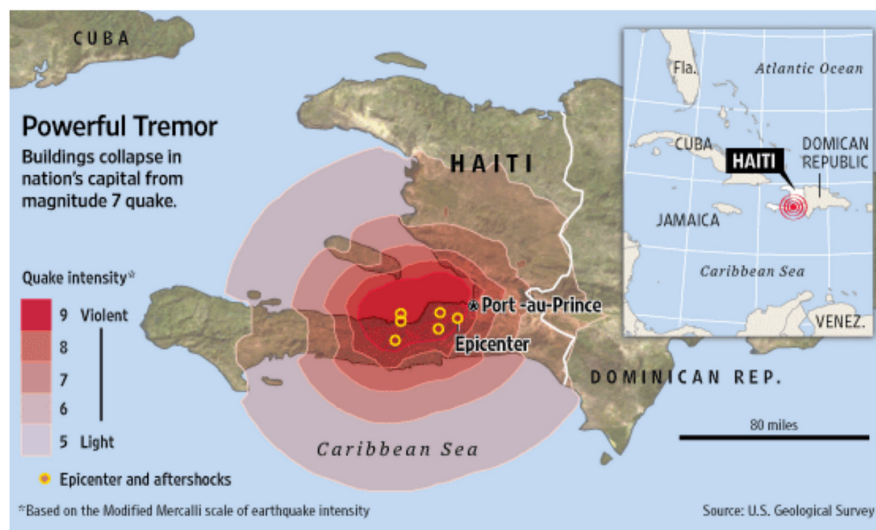 CUBA
Powerful Tremor
Buildings collapse in
nation's capital from
magnitude 7 quake.
HAITI
Quake intensity*
9 Violent
8
7
6
5 Light
Epicenter and aftershocks
*Port -au-Prince
Epicenter
DOMINICAN REP.
Caribbean Sea
80 miles
Fla.
Atlantic Ocean
CUBA
DOMICAN
REPUBLIC
HAITI
JAMAICA
Caribbean Sea
VENEZ.
*Based on the Modified Mercalli scale of earthquake intensity
Source: U.S. Geological Survey